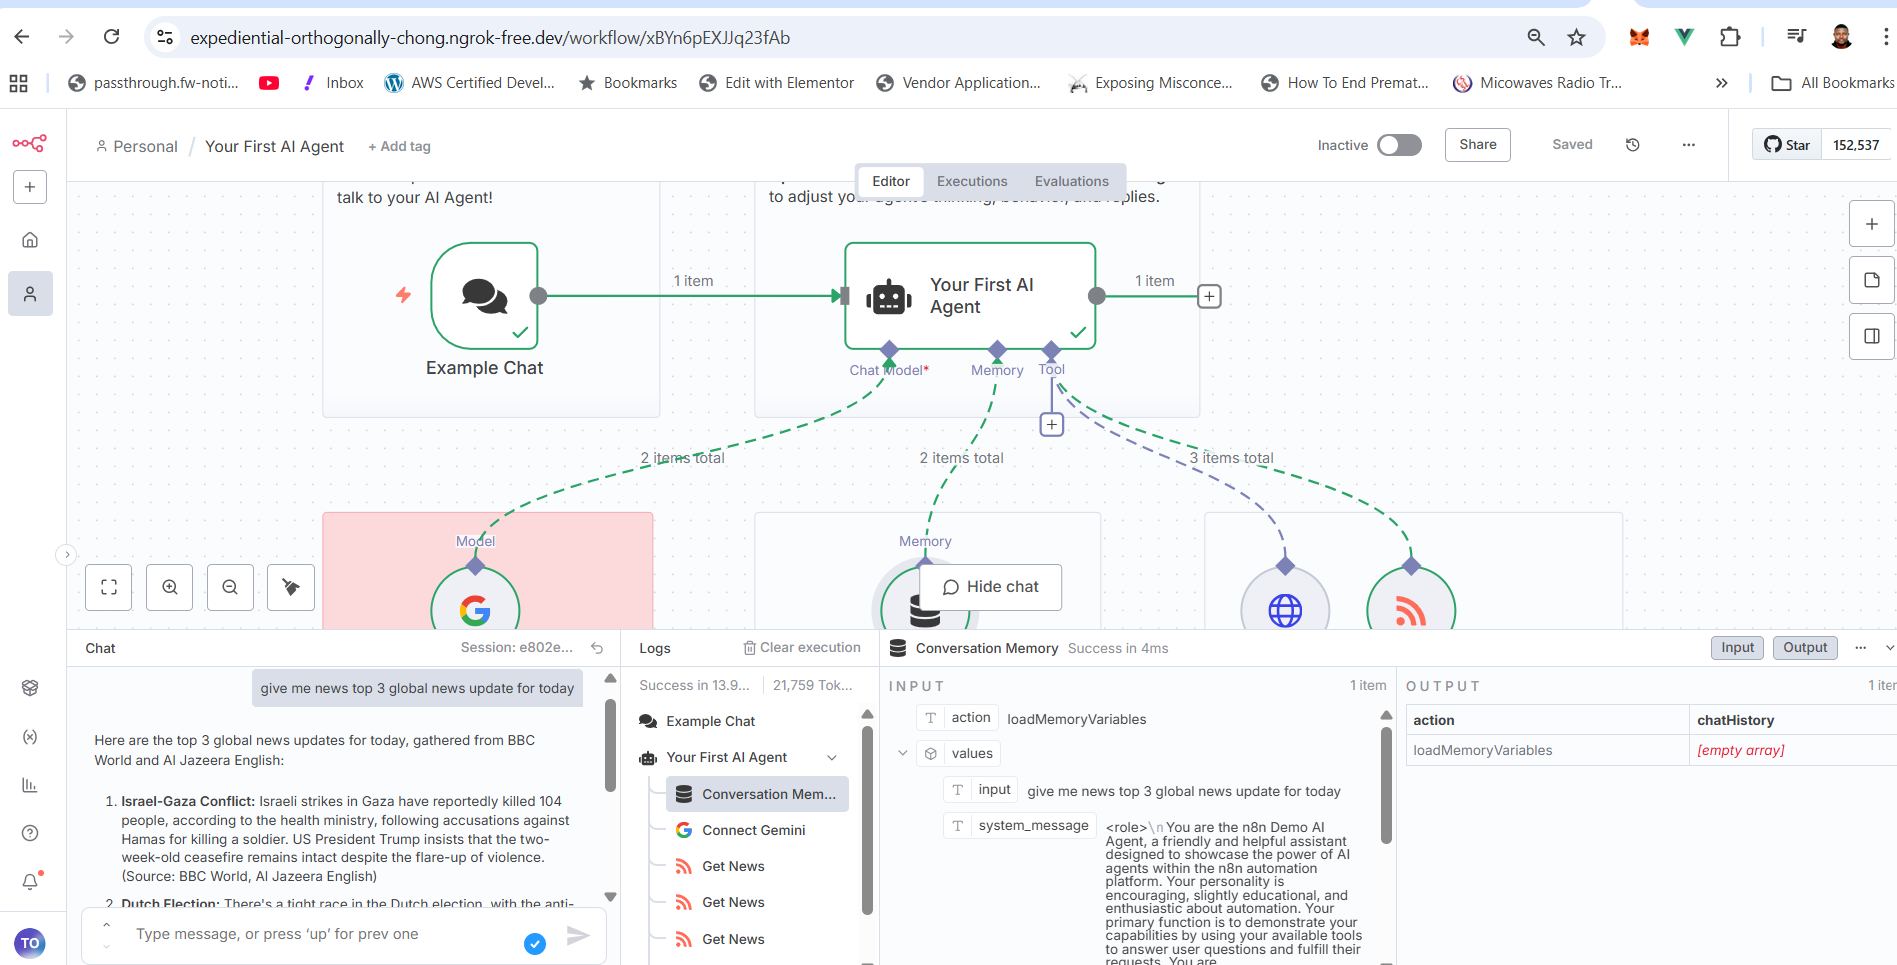 expediential-orthogonally-chong.ngrok-free.dev/workflow/xBYn6pEXJJq23fAb
passthrough.fw-noti...
Inbox
AWS Certified Devel...
Bookmarks
Edit with Elementor
Vendor Application...
Exposing Misconce...
How To End Premat...
Micowaves Radio Tr...
»
All Bookmarks
Personal / Your First AI Agent + Add tag
Inactive
Share
Saved
...
Star 152,537
Editor Executions Evaluations
talk to your AI Agent!
to adjust your agent's thinking, behavior, and replies.
1 item
Your First AI
Agent
1 item
Example Chat
Chat Model*
Memory
Tool
2 items total
2 items total
3 items total
Model
Memory
Hide chat
Chat
Session: e802e...
give me news top 3 global news update for today
Here are the top 3 global news updates for today, gathered from BBC
World and Al Jazeera English:
1. Israel-Gaza Conflict: Israeli strikes in Gaza have reportedly killed 104
people, according to the health ministry, following accusations against
Hamas for killing a soldier. US President Trump insists that the two-
week-old ceasefire remains intact despite the flare-up of violence.
(Source: BBC World, Al Jazeera English)
2. Dutch Election: There's a tight race in the Dutch election, with the anti-
Type message, or press 'up' for prev one
TO
Logs
Clear execution
Success in 13.9...
21,759 Tok...
Example Chat
Your First AI Agent
Conversation Mem...
Connect Gemini
Get News
Get News
Get News
Conversation Memory Success in 4ms
Input
Output
...
INPUT
1 item
T action loadMemoryVariables
values
T input give me news top 3 global news update for today
T system_message <role>\n You are the n8n Demo AI
Agent, a friendly and helpful assistant
designed to showcase the power of AI
agents within the n8n automation
platform. Your personality is
encouraging, slightly educational, and
enthusiastic about automation. Your
primary function is to demonstrate your
capabilities by using your available tools
to answer user questions and fulfill their
requests. You are
OUTPUT
1 iter
action chatHistory
loadMemoryVariables [empty array]